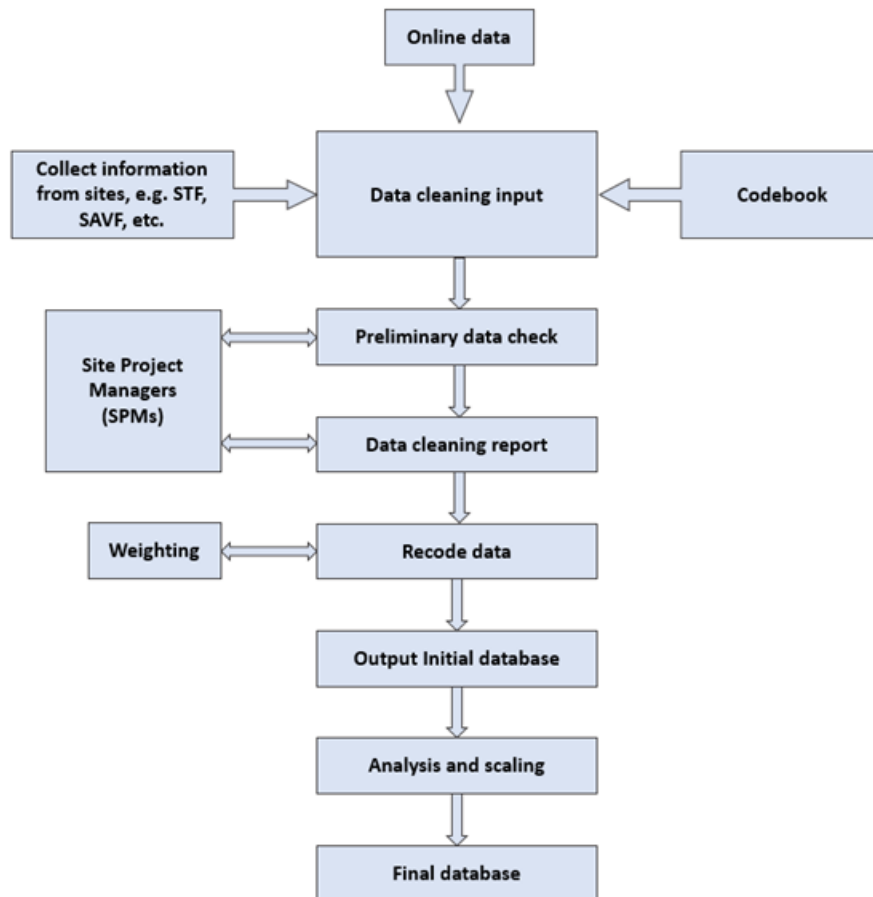 Online data
Collect information
from sites, e.g. STF,
SAVF, etc.
Data cleaning input
Codebook
Preliminary data check
Site Project
Managers
(SPMs)
Data cleaning report
Weighting
Recode data
Output Initial database
Analysis and scaling
Final database